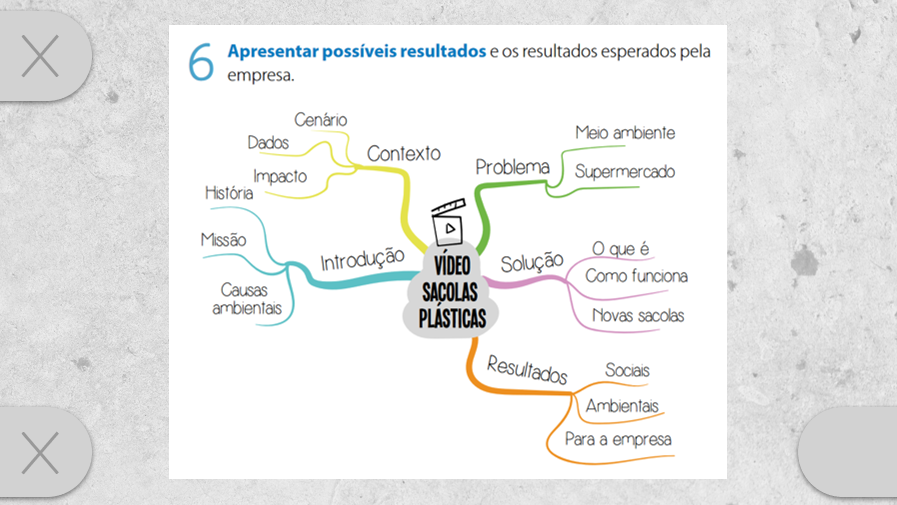 6 Apresentar possíveis resultados e os resultados esperados pela
empresa.
Cenário
Dados
Impacto
Contexto
História
Missão
Causas
ambientais
Introdução
VÍDEO
SACOLAS
PLÁSTICAS
Problema
Meio ambiente
Supermercado
Solução
O que é
Como funciona
Novas sacolas
Resultados
Sociais
Ambientais
Para a empresa